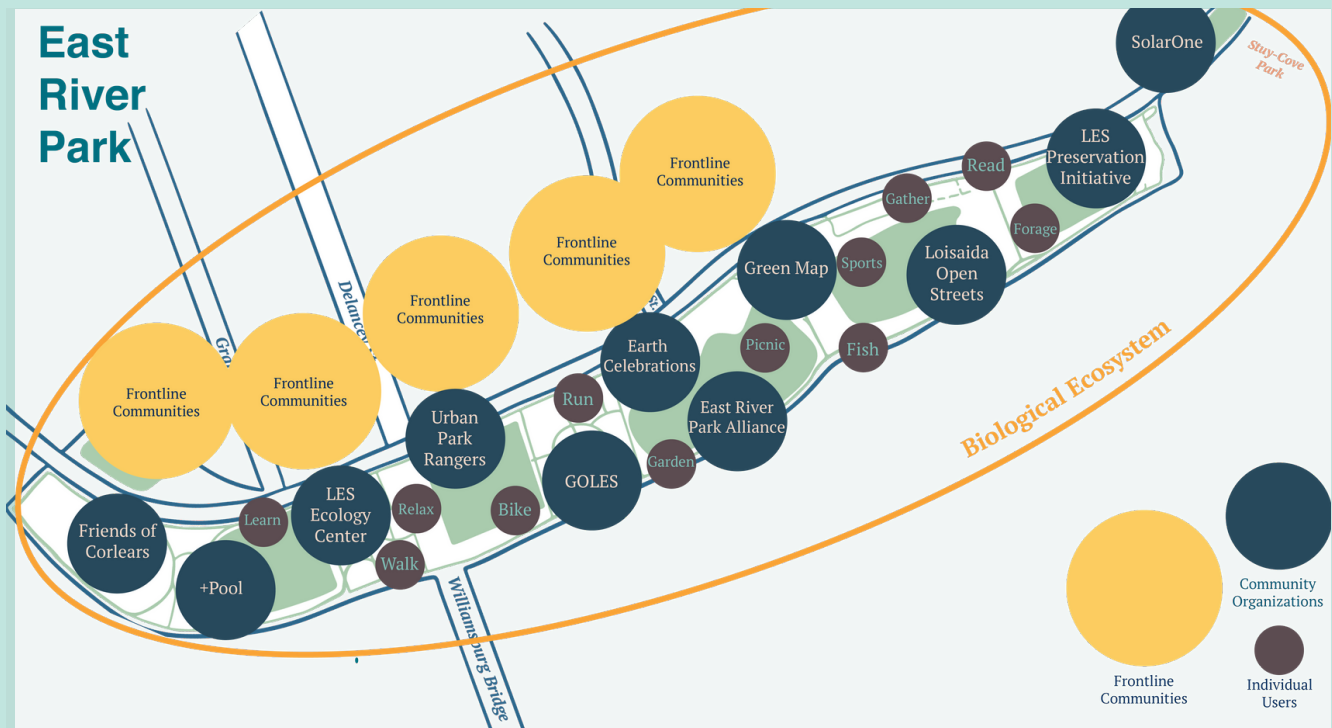 East
River
Park
SolarOne
Stuy-Cove
Park
LES
Preservation
Initiative
Read
Gather
Forage
Frontline
Communities
Frontline
Communities
Frontline
Communities
Frontline
Communities
Frontline
Communities
Green Map
Sports
Loisaida
Open
Streets
Delancey
Gra
st.
Earth
Celebrations
Picnic
Fish
Run
East River
Park Alliance
Urban
Park
Rangers
Garden
GOLES
Biological Ecosystem
LES
Ecology
Center
Relax
Bike
Learn
Friends of
Corlears
Walk
+Pool
Williamsburg Bridge
Community
Organizations
Frontline
Communities
Individual
Users